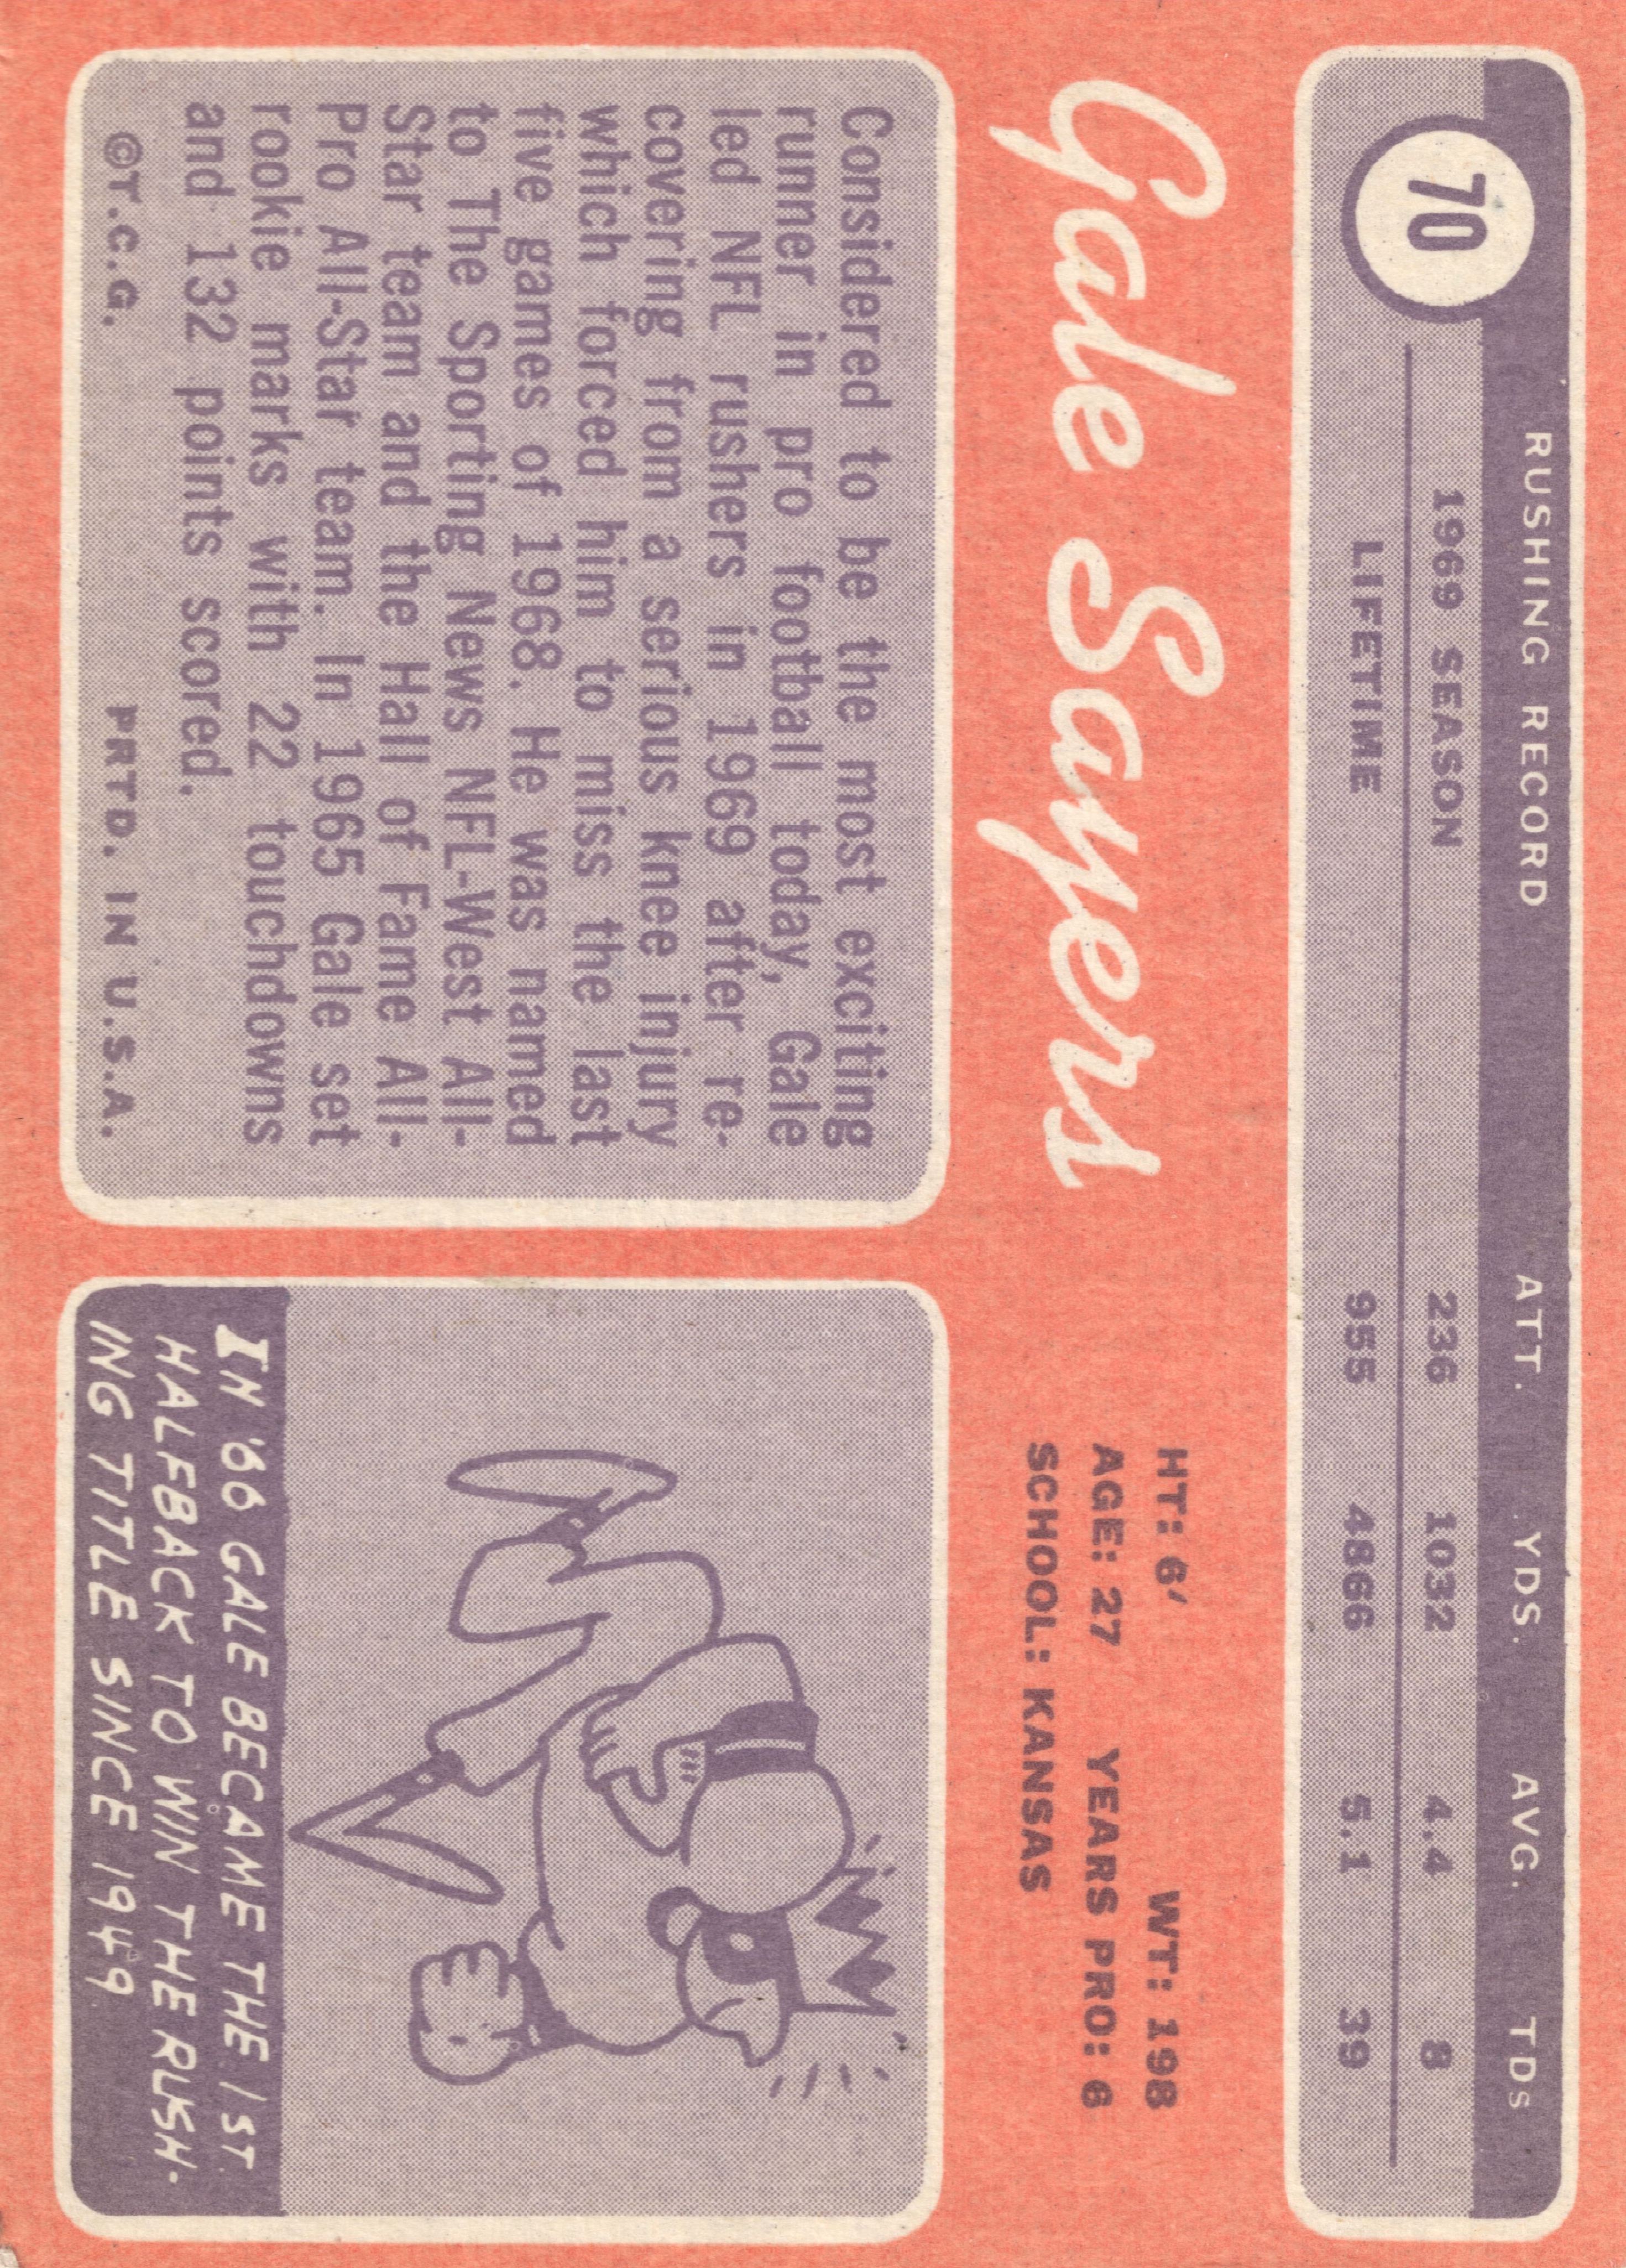 70
RUSHING RECORD ATT. YDS. AVG. TDs
1969 SEASON 236 1032 4.4 8
LIFETIME 955 4866 5.1 39
Gale Sayers
HT: 6' WT: 198
AGE: 27 YEARS PRO: 6
SCHOOL: KANSAS
Considered to be the most exciting
runner in pro football today, Gale
led NFL rushers in 1969 after re-
covering from a serious knee injury
which forced him to miss the last
five games of 1968. He was named
to The Sporting News NFL-West All-
Star team and the Hall of Fame All-
Pro All-Star team. In 1965 Gale set
rookie marks with 22 touchdowns
and 132 points scored.
©T.C.G. PRTD. IN U.S.A.
IN '66 GALE BECAME THE 1ST
HALFBACK TO WIN THE RUSH-
ING TITLE SINCE 1949